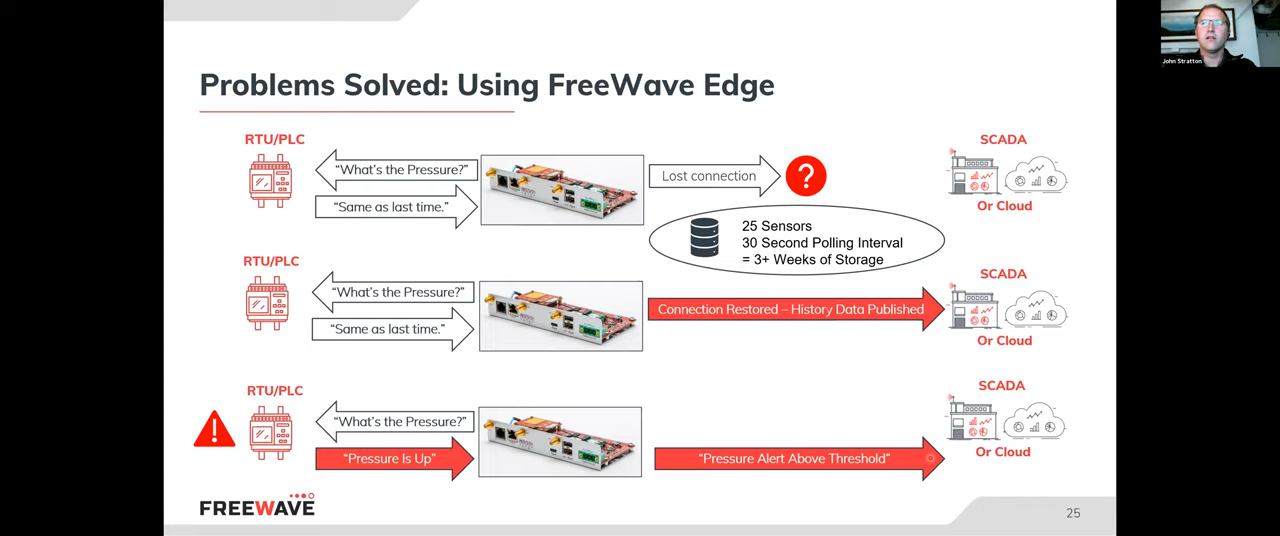 John Stratton
Problems Solved: Using FreeWave Edge
RTU/PLC
"What's the Pressure?"
"Same as last time."
Lost connection
?
SCADA
Or Cloud
25 Sensors
30 Second Polling Interval
= 3+ Weeks of Storage
RTU/PLC
"What's the Pressure?"
"Same as last time."
Connection Restored – History Data Published
SCADA
Or Cloud
RTU/PLC
"What's the Pressure?"
"Pressure Is Up"
"Pressure Alert Above Threshold"
SCADA
Or Cloud
FREEWAVE
25